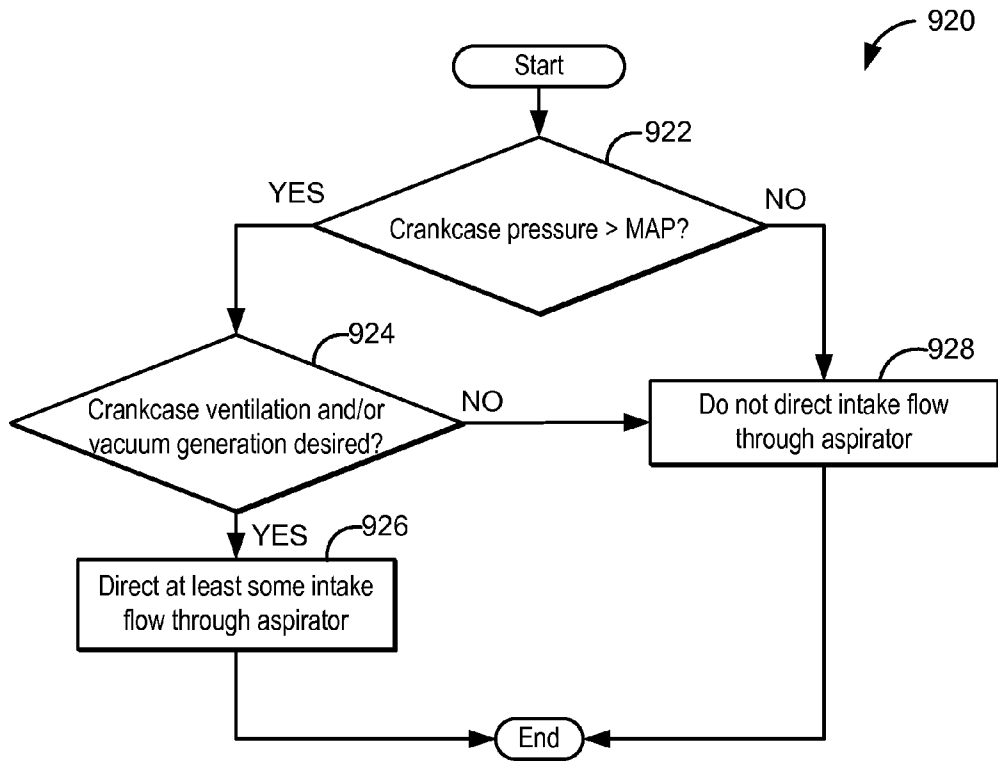 920
Start
922
YES
NO
Crankcase pressure > MAP?
924
928
Crankcase ventilation and/or
vacuum generation desired?
NO
Do not direct intake flow
through aspirator
YES
926
Direct at least some intake
flow through aspirator
End